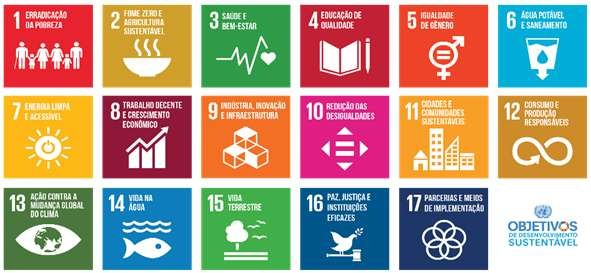 1 ERRADICAÇÃO
DA POBREZA
2 FOME ZERO E
AGRICULTURA
SUSTENTÁVEL
3 SAÚDE E
BEM-ESTAR
4 EDUCAÇÃO DE
QUALIDADE
5 IGUALDADE
DE GÊNERO
6 ÁGUA POTÁVEL
E SANEAMENTO
7 ENERGIA LIMPA
E ACESSÍVEL
8 TRABALHO DECENTE
E CRESCIMENTO
ECONÔMICO
9 INDÚSTRIA, INOVAÇÃO
E INFRAESTRUTURA
10 REDUÇÃO DAS
DESIGUALDADES
11 CIDADES E
COMUNIDADES
SUSTENTÁVEIS
12 CONSUMO E
PRODUÇÃO
RESPONSÁVEIS
13 AÇÃO CONTRA A
MUDANÇA GLOBAL
DO CLIMA
14 VIDA NA
ÁGUA
15 VIDA
TERRESTRE
16 PAZ, JUSTIÇA E
INSTITUIÇÕES
EFICAZES
17 PARCERIAS E MEIOS
DE IMPLEMENTAÇÃO
OBJETIVOS
DE DESENVOLVIMENTO
SUSTENTÁVEL